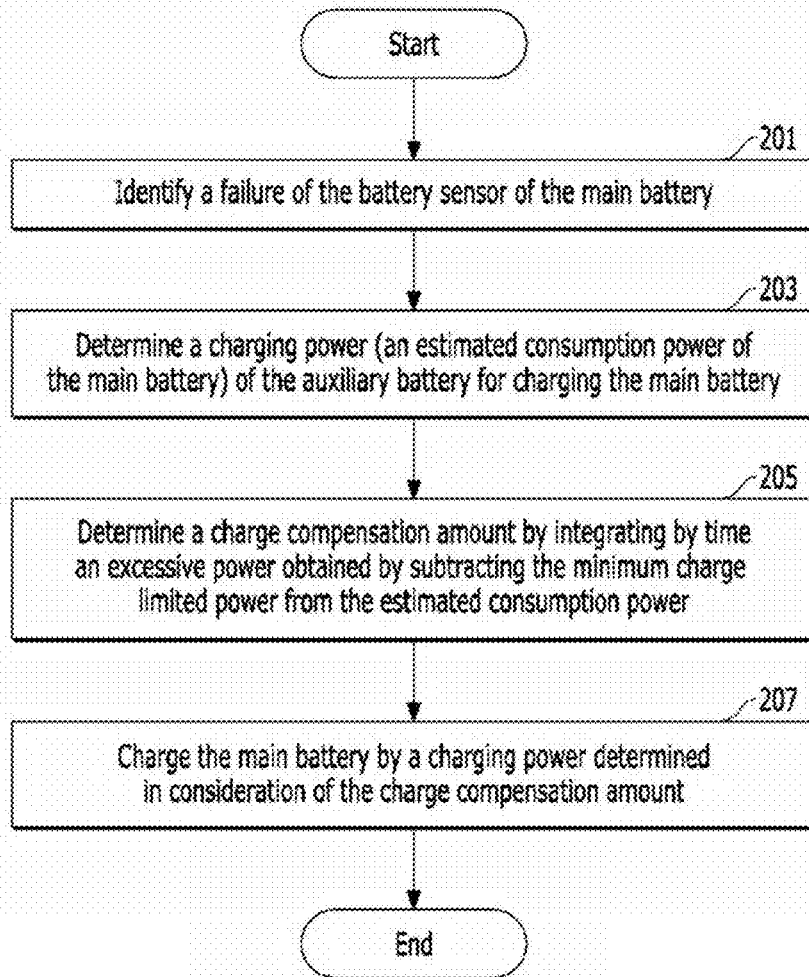 Start
201
Identify a failure of the battery sensor of the main battery
203
Determine a charging power (an estimated consumption power of
the main battery) of the auxiliary battery for charging the main battery
205
Determine a charge compensation amount by integrating by time
an excessive power obtained by subtracting the minimum charge
limited power from the estimated consumption power
207
Charge the main battery by a charging power determined
in consideration of the charge compensation amount
End